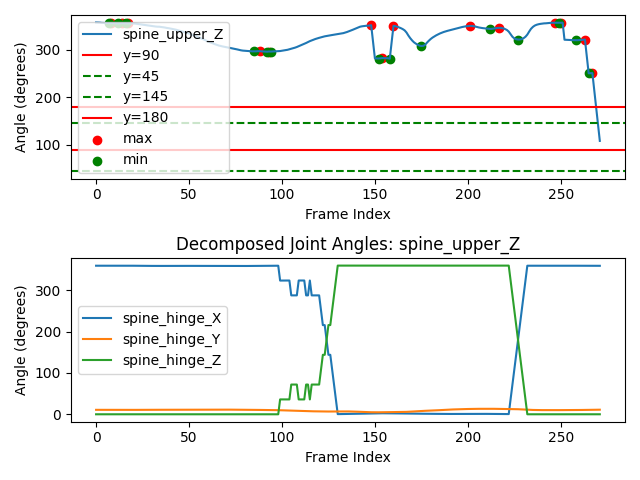 300
200
100
Angle (degrees)
spine_upper_Z
y=90
y=45
y=145
y=180
max
min
0
50
100
150
200
250
Frame Index
Decomposed Joint Angles: spine_upper_Z
300
200
100
0
Angle (degrees)
spine_hinge_X
spine_hinge_Y
spine_hinge_Z
0
50
100
150
200
250
Frame Index